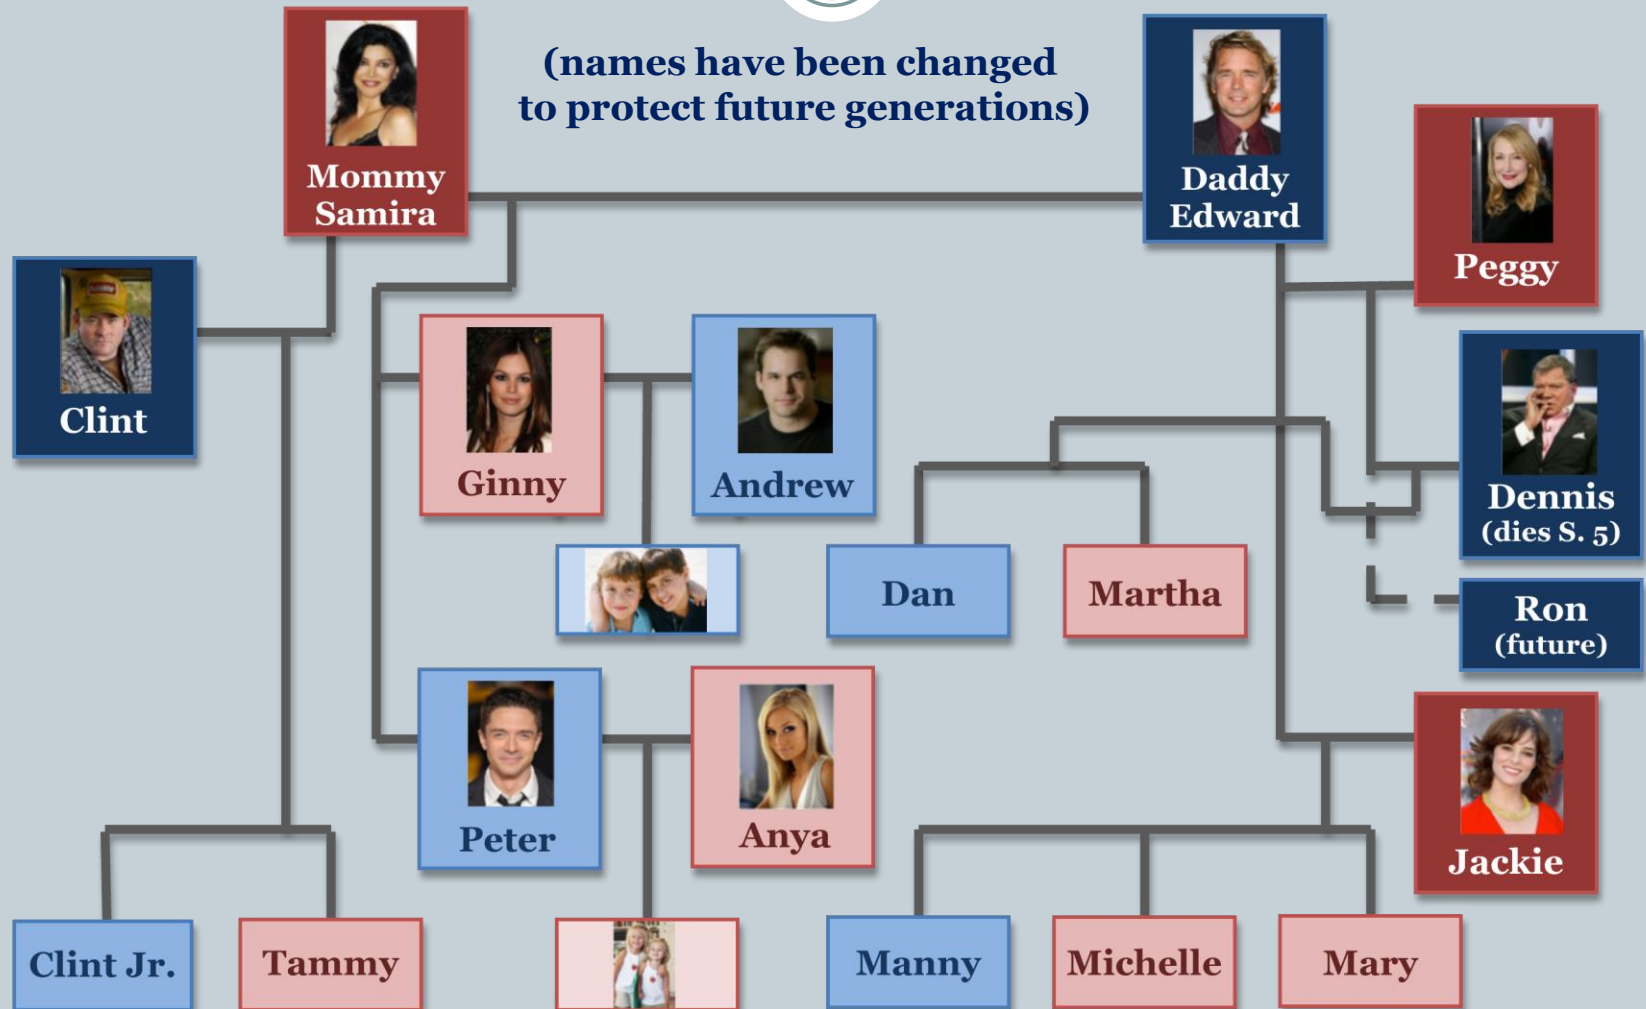 (names have been changed
to protect future generations)
Mommy
Samira
Daddy
Edward
Peggy
Clint
Ginny
Andrew
Dennis
(dies S. 5)
Dan
Martha
Ron
(future)
Peter
Anya
Jackie
Clint Jr.
Tammy
Manny
Michelle
Mary